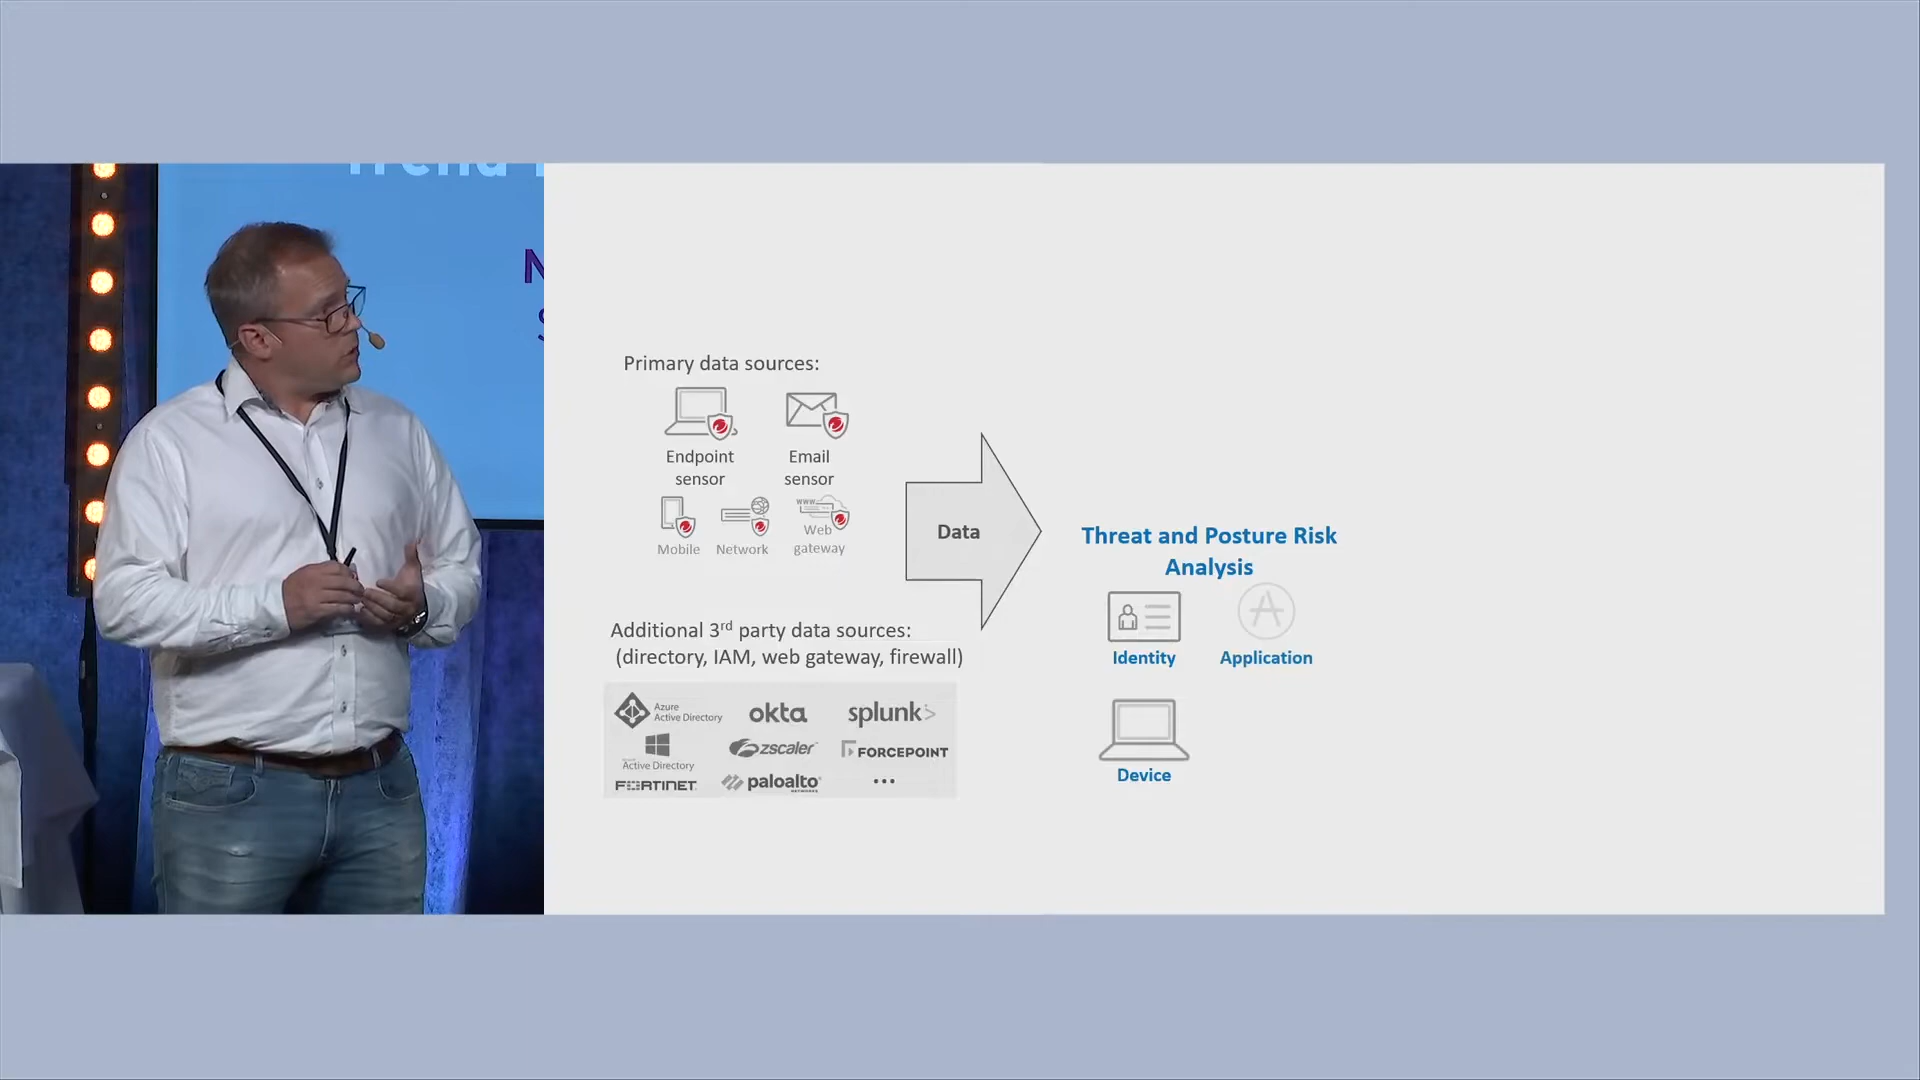 Trend
N
S
Primary data sources:
Endpoint
sensor
Email
sensor
Mobile
Network
www
Web
gateway
Data
Threat and Posture Risk
Analysis
Identity
Application
Device
Additional 3rd party data sources:
(directory, IAM, web gateway, firewall)
Azure
Active Directory
okta
splunk>
Active Directory
zscaler
FORCEPOINT
FORTINET
paloalto
NETWORKS
...